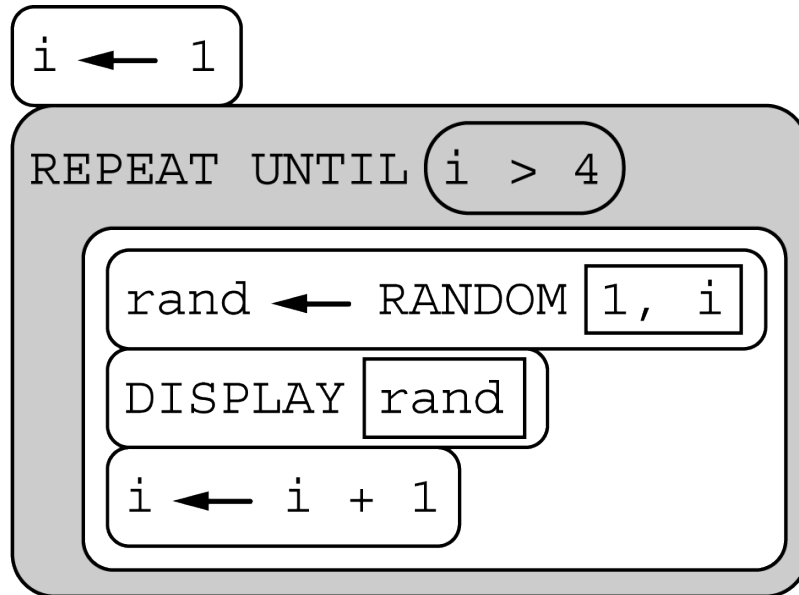 i ← 1
REPEAT UNTIL i > 4
rand ← RANDOM 1, i
DISPLAY rand
i ← i + 1